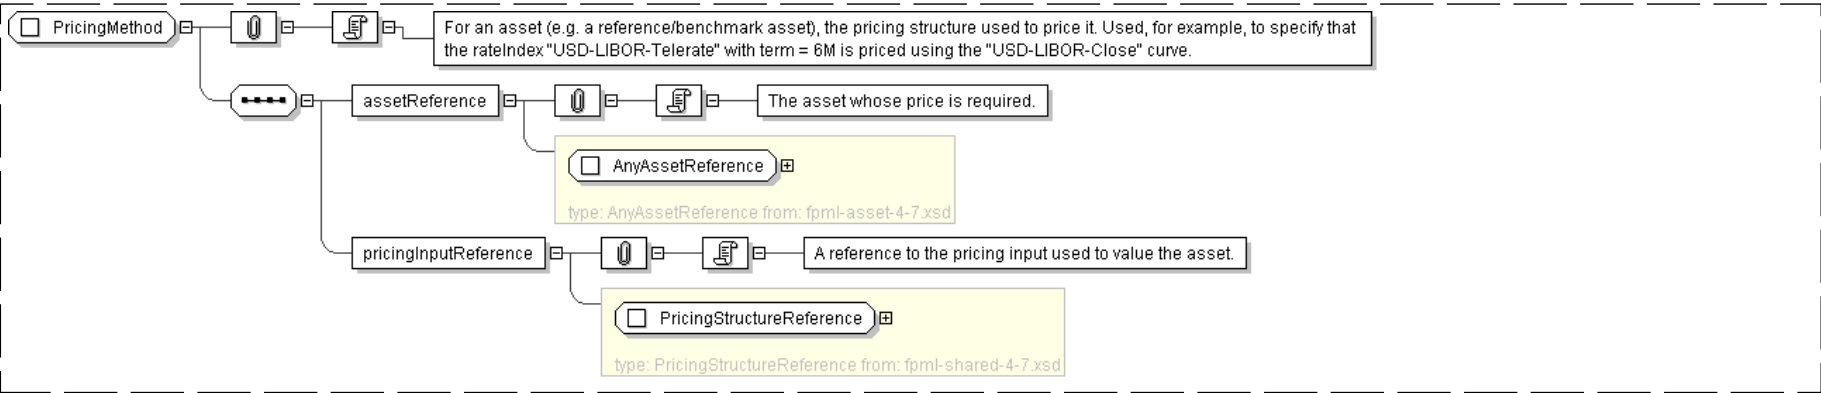 PricingMethod
For an asset (e.g. a reference/benchmark asset), the pricing structure used to price it. Used, for example, to specify that
the rateIndex "USD-LIBOR-Telerate" with term = 6M is priced using the "USD-LIBOR-Close" curve.
assetReference
The asset whose price is required.
AnyAssetReference
type: AnyAssetReference from: fpml-asset-4-7.xsd
pricingInputReference
A reference to the pricing input used to value the asset.
PricingStructureReference
type: PricingStructureReference from: fpml-shared-4-7.xsd